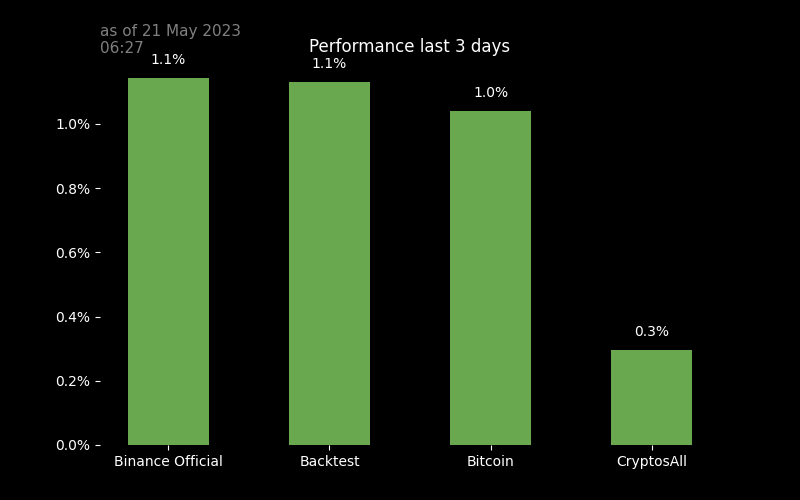 as of 21 May 2023
06:27
Performance last 3 days
1.1%
1.1%
1.0%
0.3%
1.0%
0.8%
0.6%
0.4%
0.2%
0.0%
Binance Official
Backtest
Bitcoin
CryptosAll